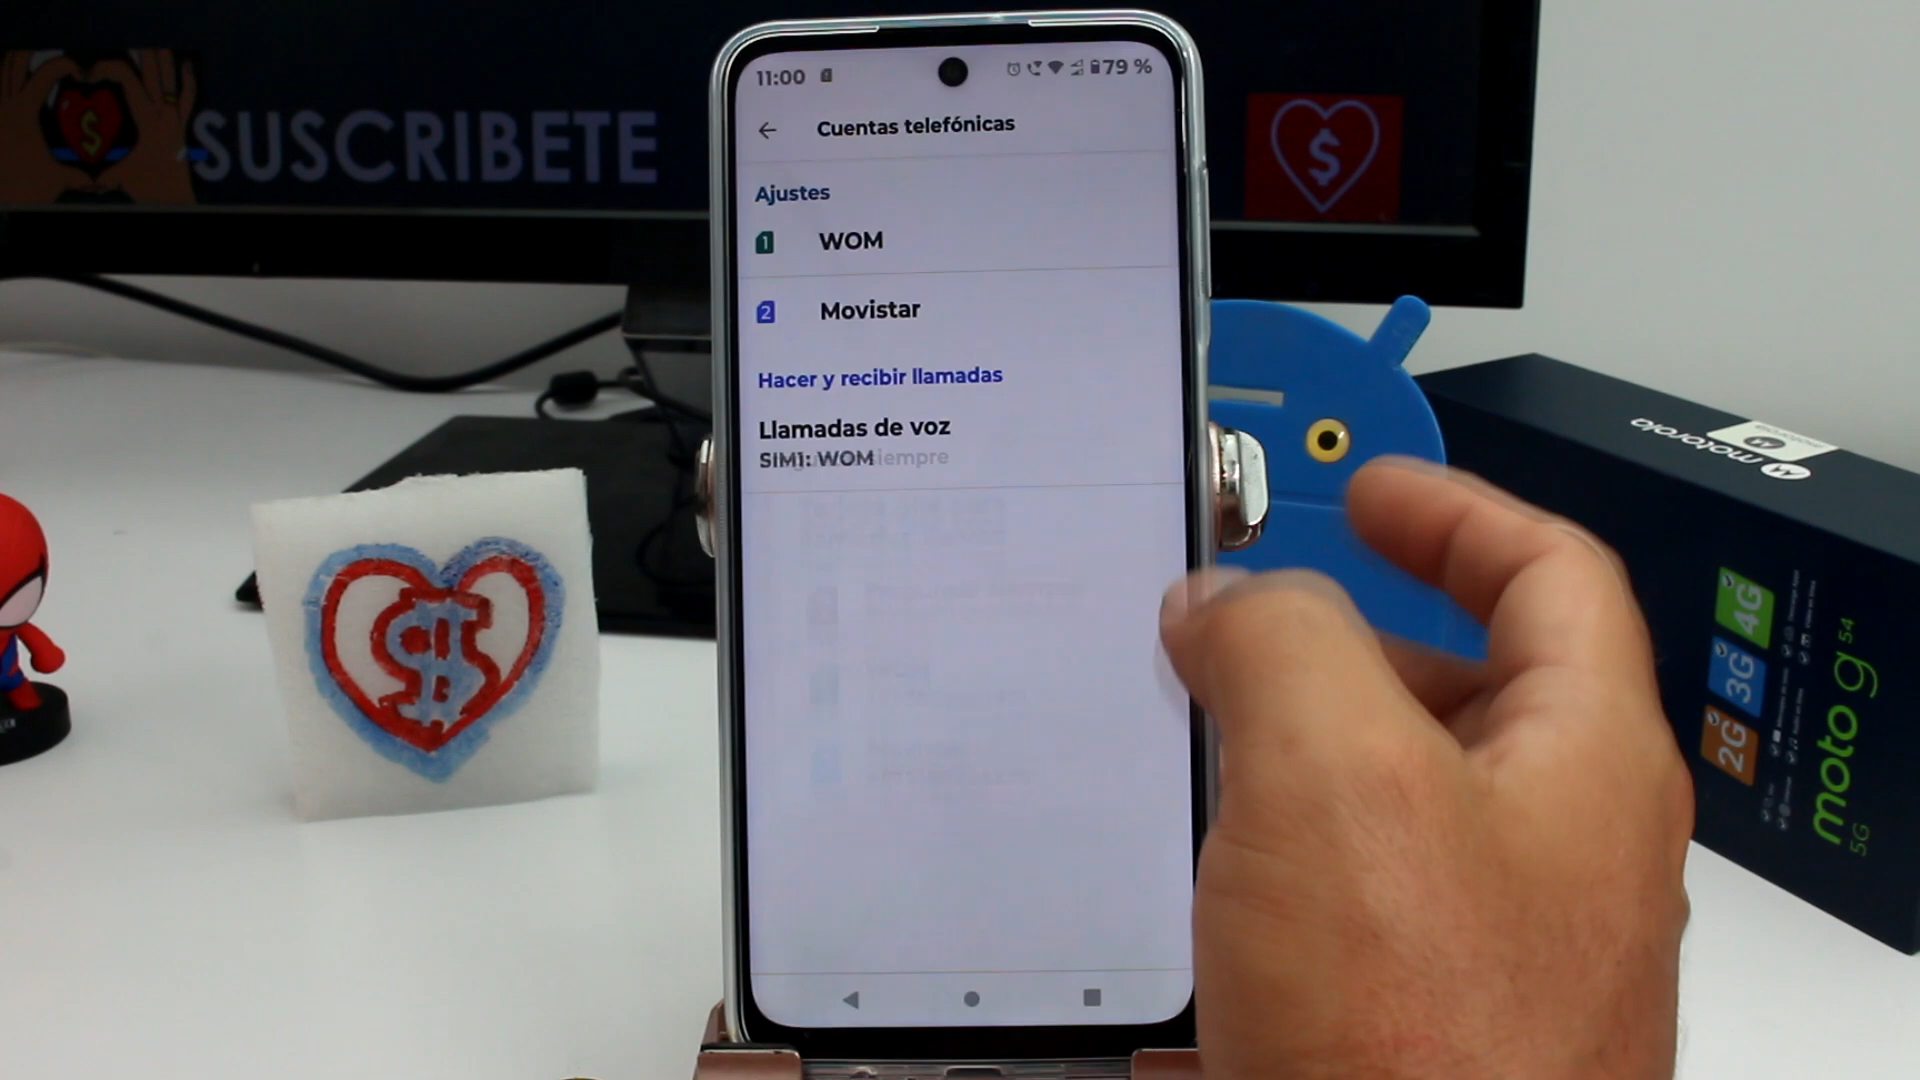 SUSCRIBETE
$
$
11:00
79 %
Cuentas telefónicas
Ajustes
1 WOM
2 Movistar
Hacer y recibir llamadas
Llamadas de voz
SIM1: WOM
siempre
$
motorola
2G 3G 4G
moto g 54
5G